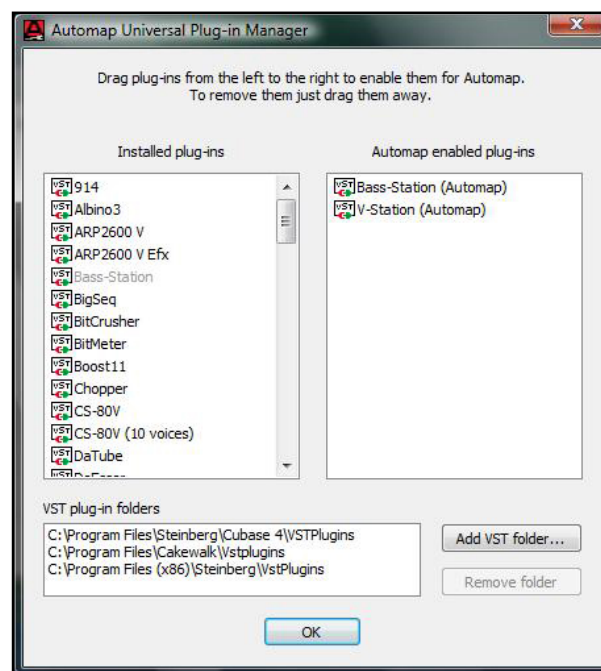 Automap Universal Plug-in Manager
Drag plug-ins from the left to the right to enable them for Automap.
To remove them just drag them away.
Installed plug-ins
914
Albino3
ARP2600 V
ARP2600 V Efx
Bass-Station
BigSeq
BitCrusher
BitMeter
Boost11
Chopper
CS-80V
CS-80V (10 voices)
DaTube
Automap enabled plug-ins
Bass-Station (Automap)
V-Station (Automap)
VST plug-in folders
C:\Program Files\Steinberg\Cubase 4\VSTPlugins
C:\Program Files\Cakewalk\Vstplugins
C:\Program Files (x86)\Steinberg\VstPlugins
Add VST folder...
Remove folder
OK